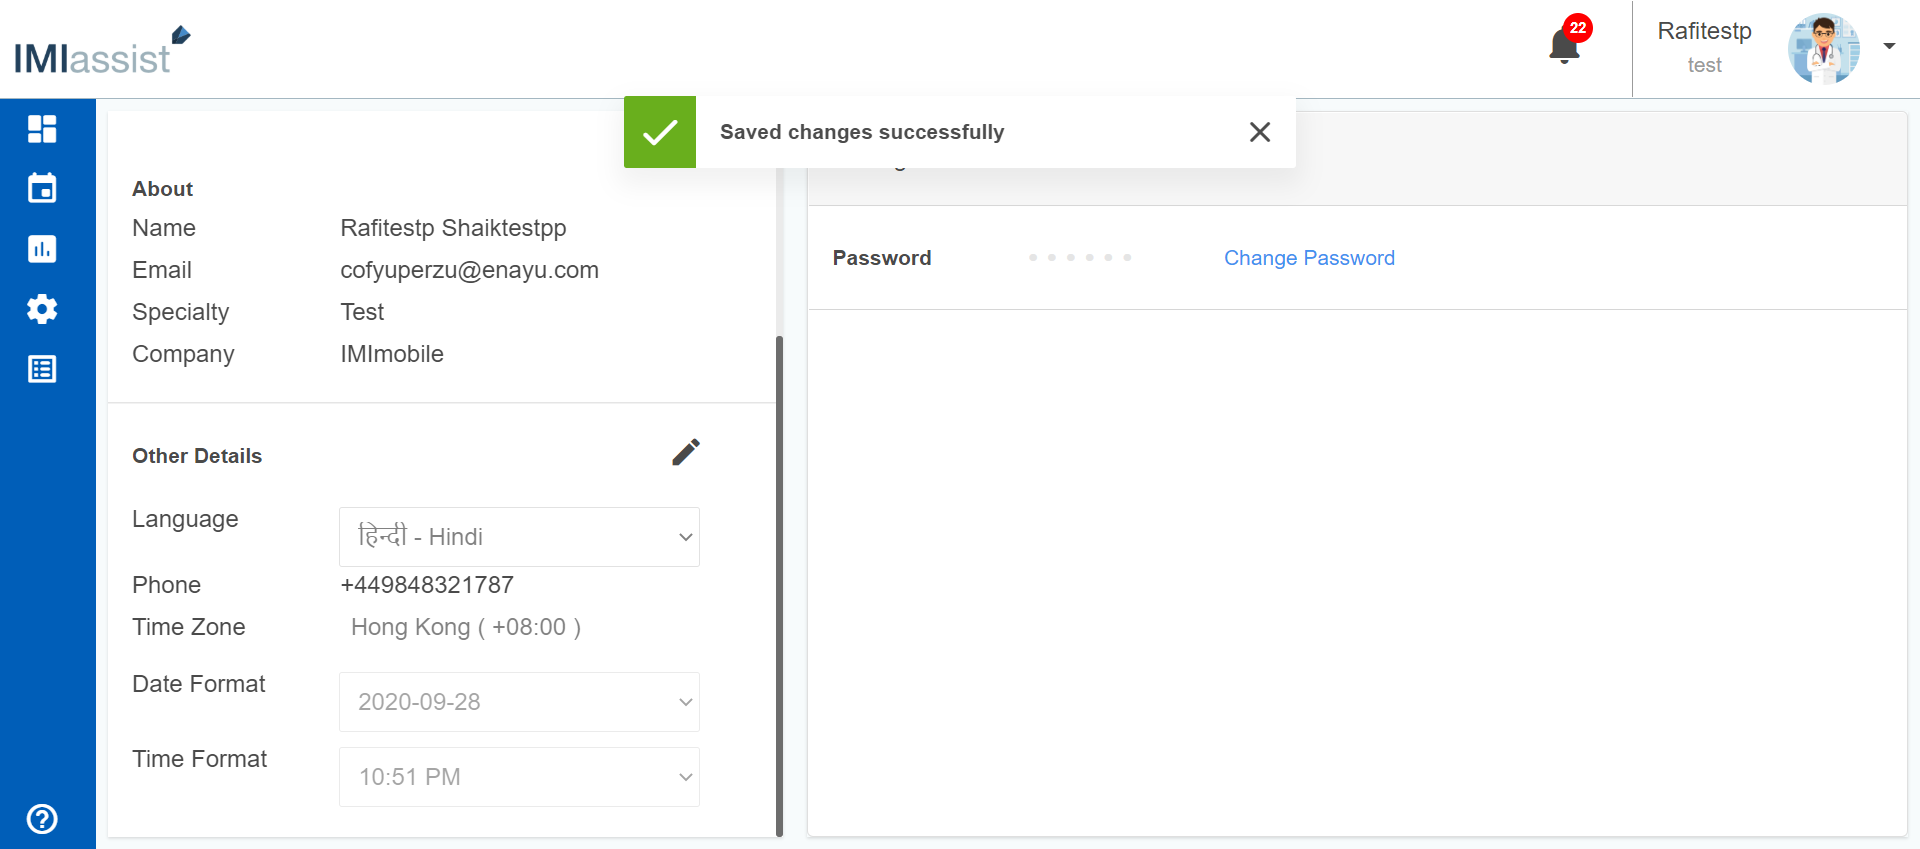 IMIassist
22
Rafitestp
test
Saved changes successfully
About
Name Rafitestp Shaiktestpp
Email cofyuperzu@enayu.com
Specialty Test
Company IMImobile
Other Details
Language हिन्दी - Hindi
Phone +449848321787
Time Zone Hong Kong ( +08:00 )
Date Format 2020-09-28
Time Format 10:51 PM
Password Change Password